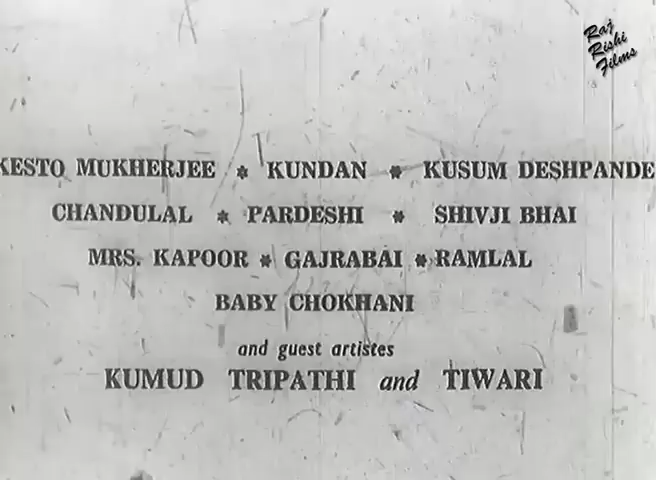 Raj
Rishi
Films
KESTO MUKHERJEE * KUNDAN * KUSUM DESHPANDE
CHANDULAL * PARDESHI * SHIVJI BHAI
MRS. KAPOOR * GAJRABAI * RAMLAL
BABY CHOKHANI
and guest artistes
KUMUD TRIPATHI and TIWARI